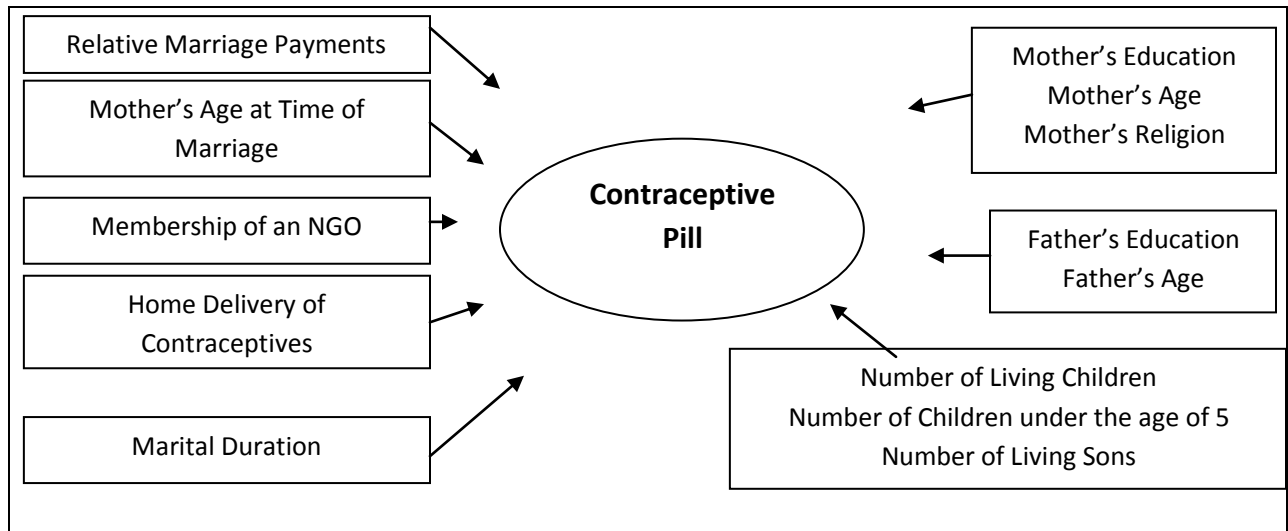 Relative Marriage Payments
Mother’s Age at Time of
Marriage
Membership of an NGO
Home Delivery of
Contraceptives
Marital Duration
Contraceptive
Pill
Mother’s Education
Mother’s Age
Mother’s Religion
Father’s Education
Father’s Age
Number of Living Children
Number of Children under the age of 5
Number of Living Sons